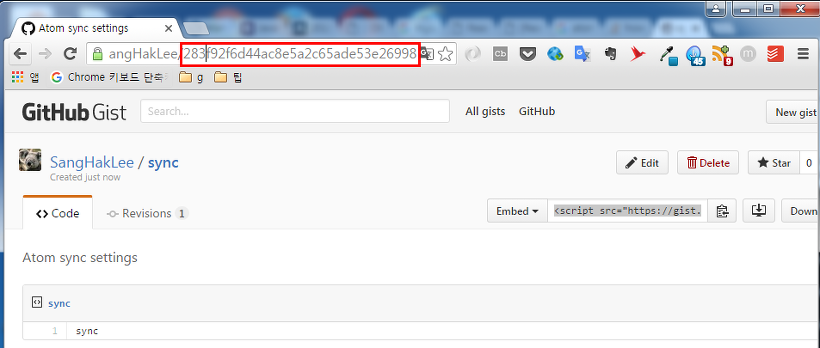 Atom sync settings
angHakLee/283f92f6d44ac8e5a2c65ade53e26998
Cb
45
앱 Chrome 키보드 단축 g 팁
GitHub Gist Search... All gists GitHub New gist
SangHakLee / sync Edit Delete Star 0
Created just now
Code Revisions 1 Embed <script src="https://gist. Down
Atom sync settings
sync
1 sync